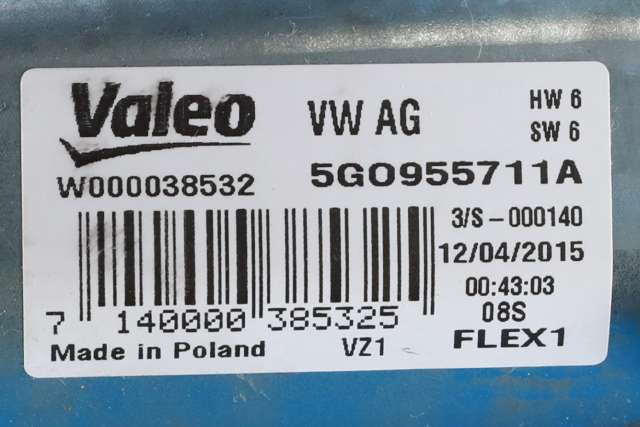 Valeo VW AG HW 6
SW 6
W000038532 5G0955711A
3/S-000140
12/04/2015
00:43:03
7 140000 385325 08S
Made in Poland VZ1 FLEX1